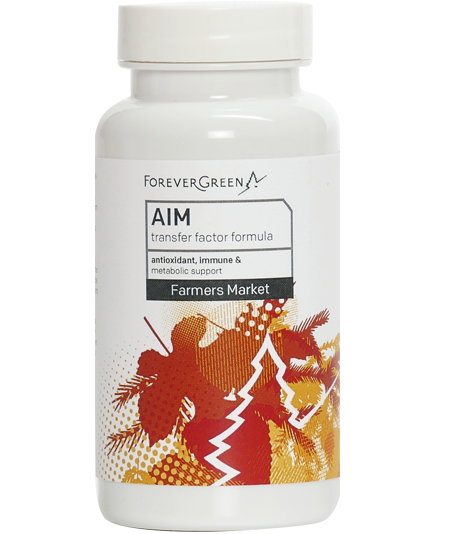 FOREVERGREEN
AIM
transfer factor formula
antioxidant, immune &
metabolic support
Farmers Market